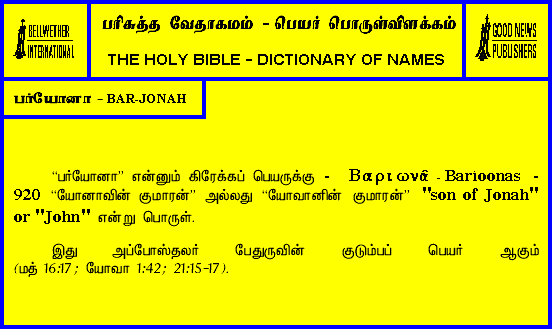 BELLWETHER
INTERNATIONAL
பரிசுத்த வேதாகமம் - பெயர் பொருள்விளக்கம்
THE HOLY BIBLE - DICTIONARY OF NAMES
GOOD NEWS
PUBLISHERS
பர்யோனா - BAR-JONAH
“பர்யோனா” என்னும் கிரேக்கப் பெயருக்கு - Βαριωνᾶ - Barioonas -
920 “யோனாவின் குமாரன்” அல்லது “யோவானின் குமாரன்” "son of Jonah"
or "John" என்று பொருள்.
இது அப்போஸ்தலர் பேதுருவின் குடும்பப் பெயர் ஆகும்
(மத் 16:17; யோவா 1:42; 21:15-17).